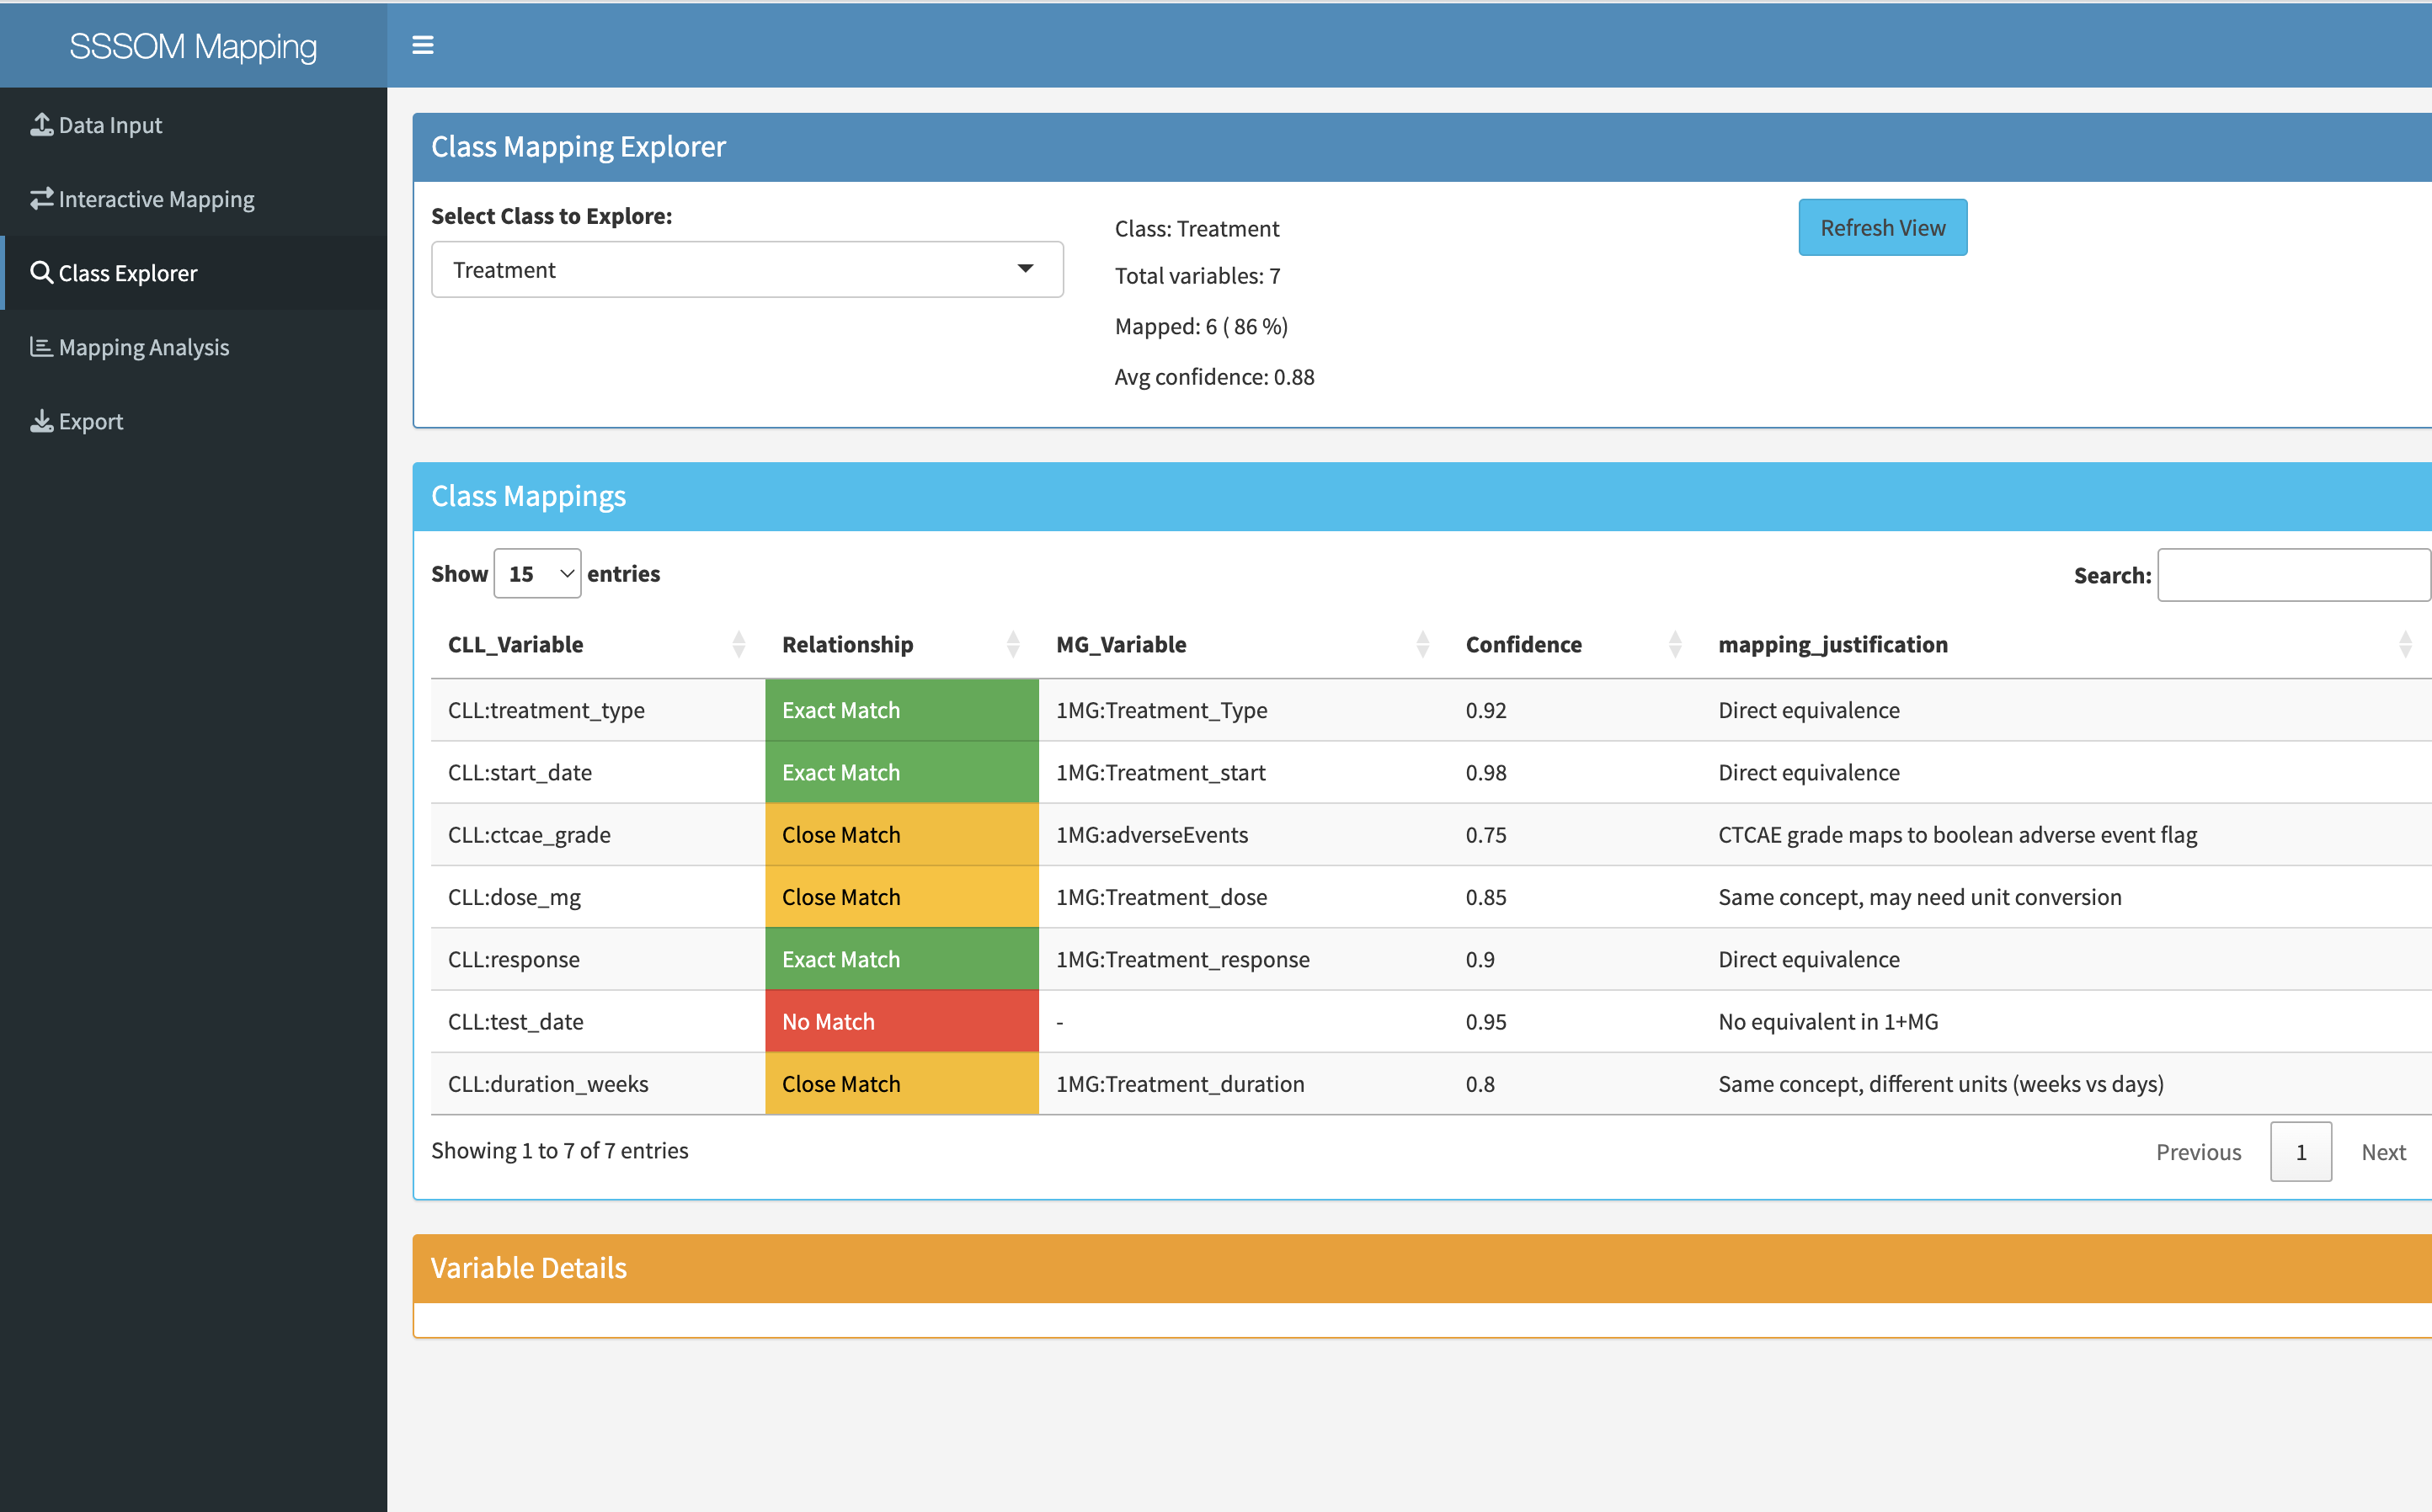 SSSOM Mapping
Data Input
Interactive Mapping
Class Explorer
Mapping Analysis
Export
Class Mapping Explorer
Select Class to Explore:
Treatment
Class: Treatment
Total variables: 7
Mapped: 6 ( 86 %)
Avg confidence: 0.88
Refresh View
Class Mappings
Show 15 entries
Search:
CLL_Variable Relationship MG_Variable Confidence mapping_justification
CLL:treatment_type Exact Match 1MG:Treatment_Type 0.92 Direct equivalence
CLL:start_date Exact Match 1MG:Treatment_start 0.98 Direct equivalence
CLL:ctcae_grade Close Match 1MG:adverseEvents 0.75 CTCAE grade maps to boolean adverse event flag
CLL:dose_mg Close Match 1MG:Treatment_dose 0.85 Same concept, may need unit conversion
CLL:response Exact Match 1MG:Treatment_response 0.9 Direct equivalence
CLL:test_date No Match - 0.95 No equivalent in 1+MG
CLL:duration_weeks Close Match 1MG:Treatment_duration 0.8 Same concept, different units (weeks vs days)
Showing 1 to 7 of 7 entries
Previous 1 Next
Variable Details